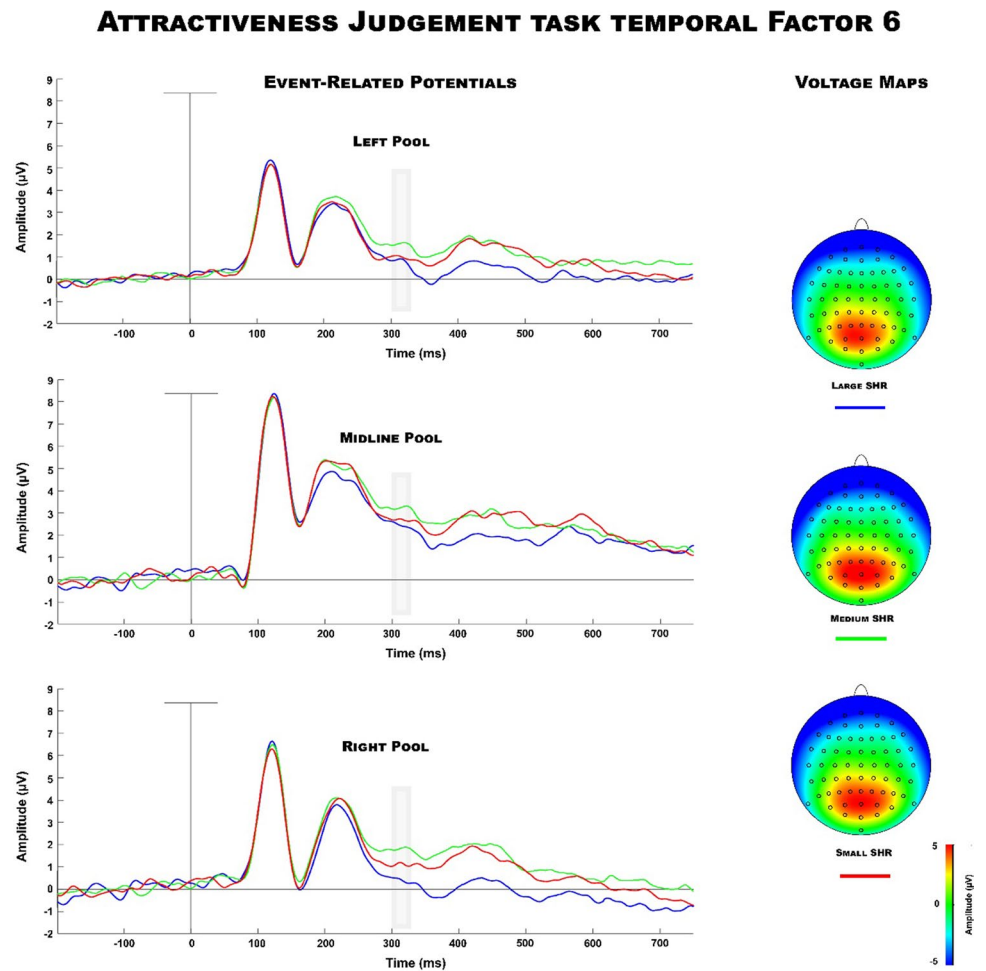 Attractiveness Judgement task temporal Factor 6
Event-Related Potentials
Voltage Maps
Left Pool
Amplitude (µV)
9
8
7
6
5
4
3
2
1
0
-1
-2
-100 0 100 200 300 400 500 600 700
Time (ms)
Large SHR
Midline Pool
Amplitude (µV)
9
8
7
6
5
4
3
2
1
0
-1
-2
-100 0 100 200 300 400 500 600 700
Time (ms)
Medium SHR
Right Pool
Amplitude (µV)
9
8
7
6
5
4
3
2
1
0
-1
-2
-100 0 100 200 300 400 500 600 700
Time (ms)
Small SHR
5
0
-5
Amplitude (µV)